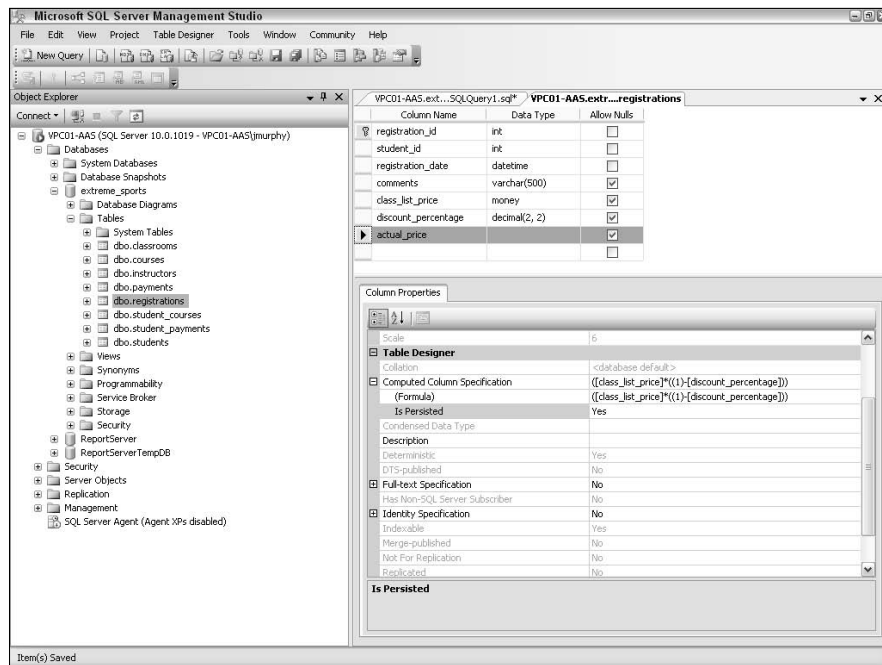 Microsoft SQL Server Management Studio
File Edit View Project Table Designer Tools Window Community Help
New Query
Object Explorer
VPC01-AAS.ext...SQLQuery1.sql* VPC01-AAS.extr....registrations
Connect
VPC01-AAS (SQL Server 10.0.1019 - VPC01-AAS\jmurphy)
Databases
System Databases
Database Snapshots
extreme_sports
Database Diagrams
Tables
System Tables
dbo.classrooms
dbo.courses
dbo.instructors
dbo.payments
dbo.registrations
dbo.student_courses
dbo.student_payments
dbo.students
Views
Synonyms
Programmability
Service Broker
Storage
Security
ReportServer
ReportServerTempDB
Security
Server Objects
Replication
Management
SQL Server Agent (Agent XPs disabled)
Column Name Data Type Allow Nulls
registration_id int
student_id int
registration_date datetime
comments varchar(500)
class_list_price money
discount_percentage decimal(2, 2)
actual_price
Column Properties
Scale 6
Table Designer
Collation <database default>
Computed Column Specification ([class_list_price]*((1)-[discount_percentage]))
(Formula) ([class_list_price]*((1)-[discount_percentage]))
Is Persisted Yes
Condensed Data Type
Description
Deterministic Yes
DTS-published No
Full-text Specification No
Has Non-SQL Server Subscriber No
Identity Specification No
Indexable Yes
Merge-published No
Not For Replication No
Replicated No
Is Persisted
Item(s) Saved